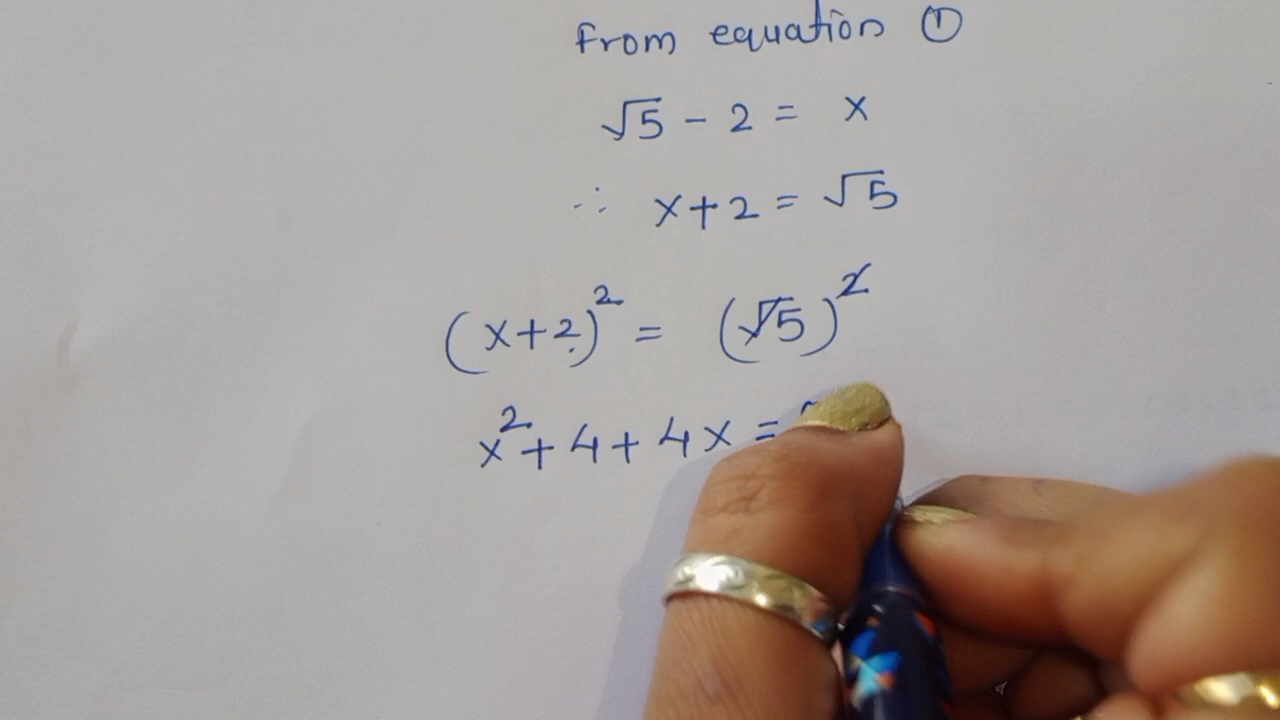 from equation ①
√5 - 2 = x
∴ x + 2 = √5
(x+2)² = (√5)²
x² + 4 + 4x =